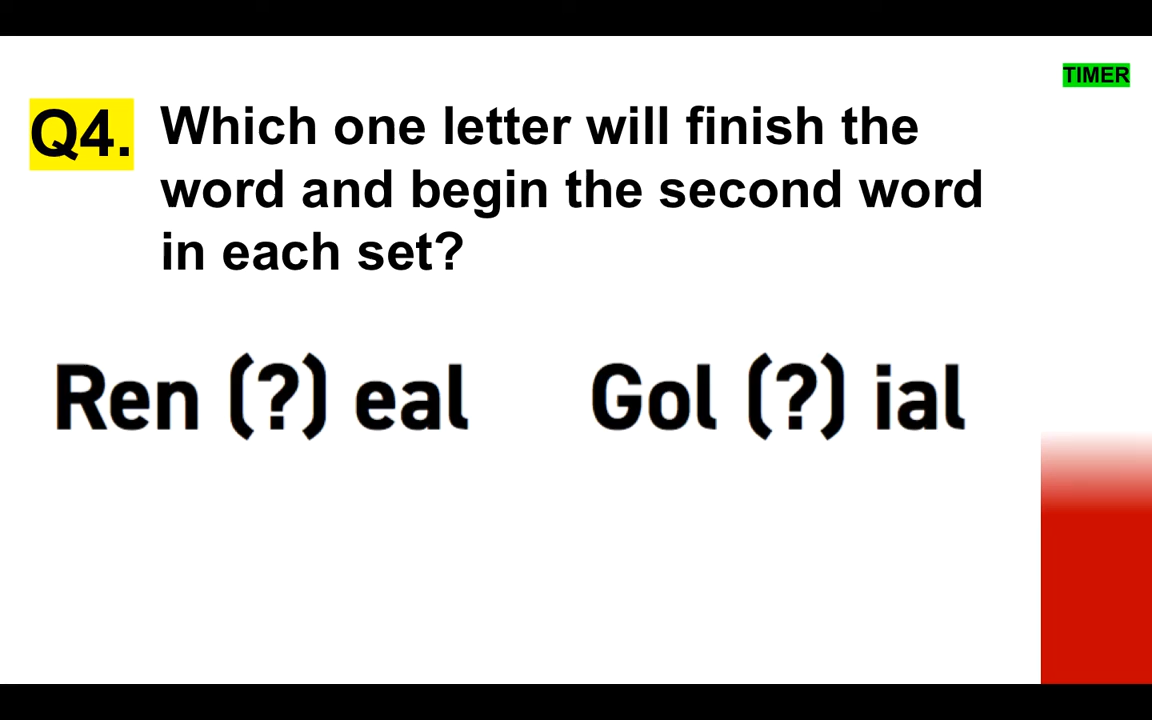 TIMER
Q4. Which one letter will finish the
word and begin the second word
in each set?
Ren (?) eal Gol (?) ial